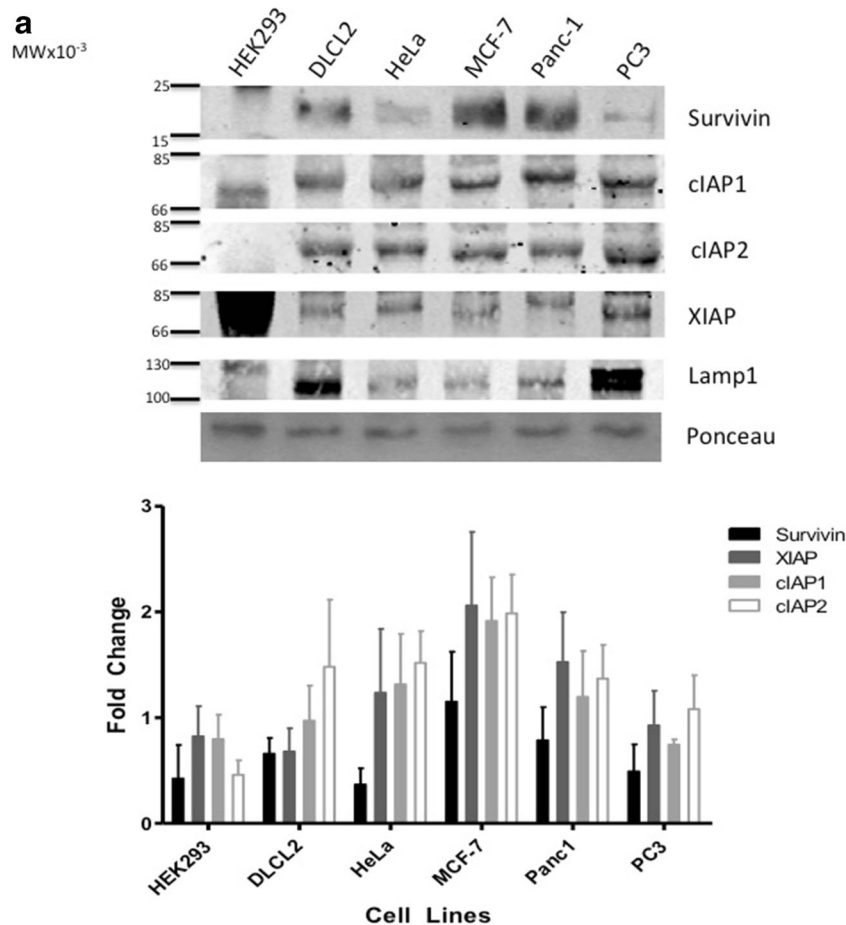 a
MWx10-3
HEK293 DLCL2 HeLa MCF-7 Panc-1 PC3
25
15
Survivin
85
66
cIAP1
85
66
cIAP2
85
66
XIAP
130
100
Lamp1
Ponceau
3
2
1
0
Fold Change
Survivin
XIAP
cIAP1
cIAP2
HEK293 DLCL2 HeLa MCF-7 Panc1 PC3
Cell Lines